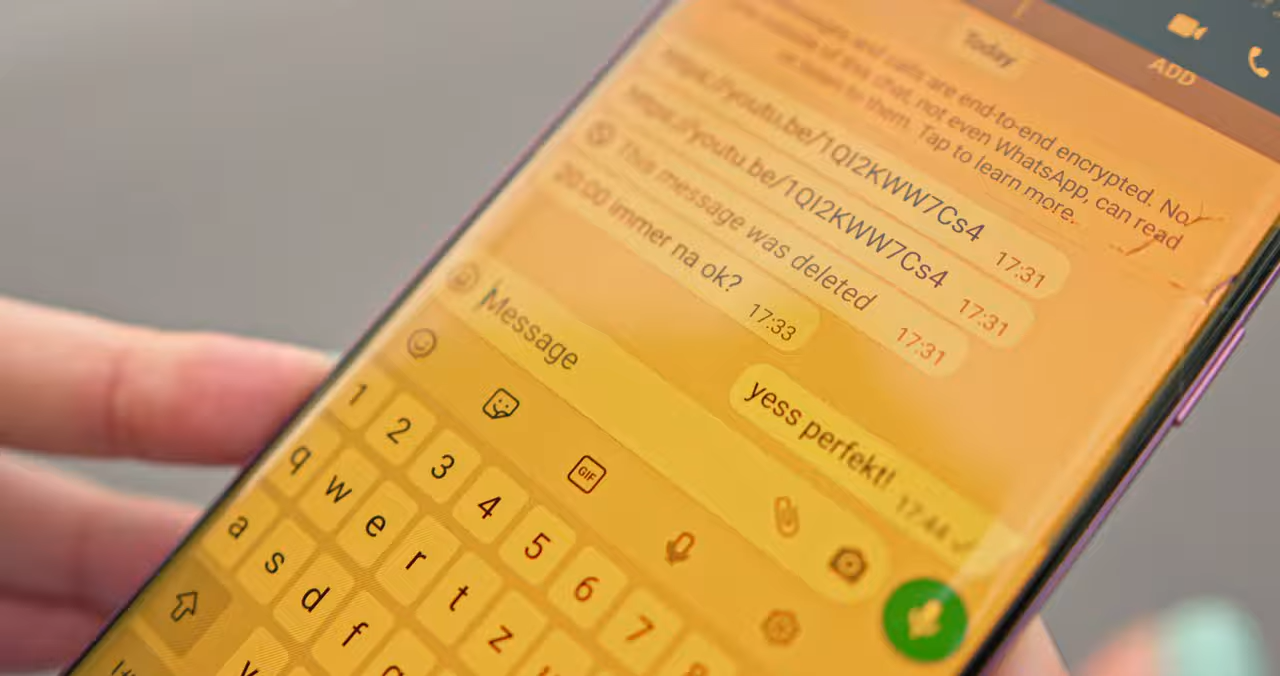 ADD
Today
Messages and calls are end-to-end encrypted. No
outside of this chat, not even WhatsApp, can read
or listen to them. Tap to learn more.
https://youtu.be/1QI2KWW7Cs4 17:31
https://youtu.be/1QI2KWW7Cs4 17:31
This message was deleted 17:31
20:00 immer na ok? 17:33
yess perfekt! 17:44
Message
GIF
1 2 3 4 5 6 7 8
q w e r t z
a s d f g
y